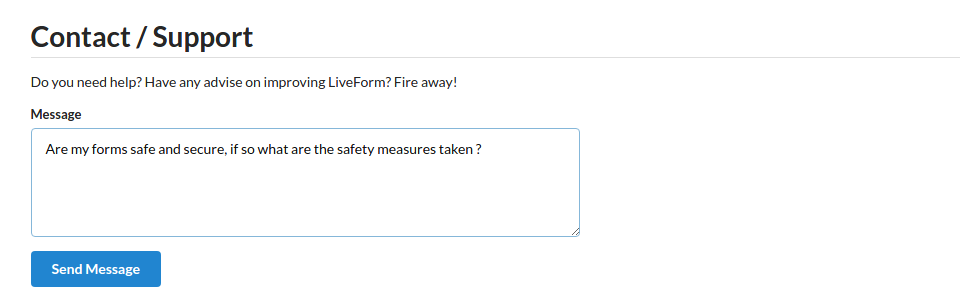 Contact / Support
Do you need help? Have any advise on improving LiveForm? Fire away!
Message
Are my forms safe and secure, if so what are the safety measures taken ?
Send Message